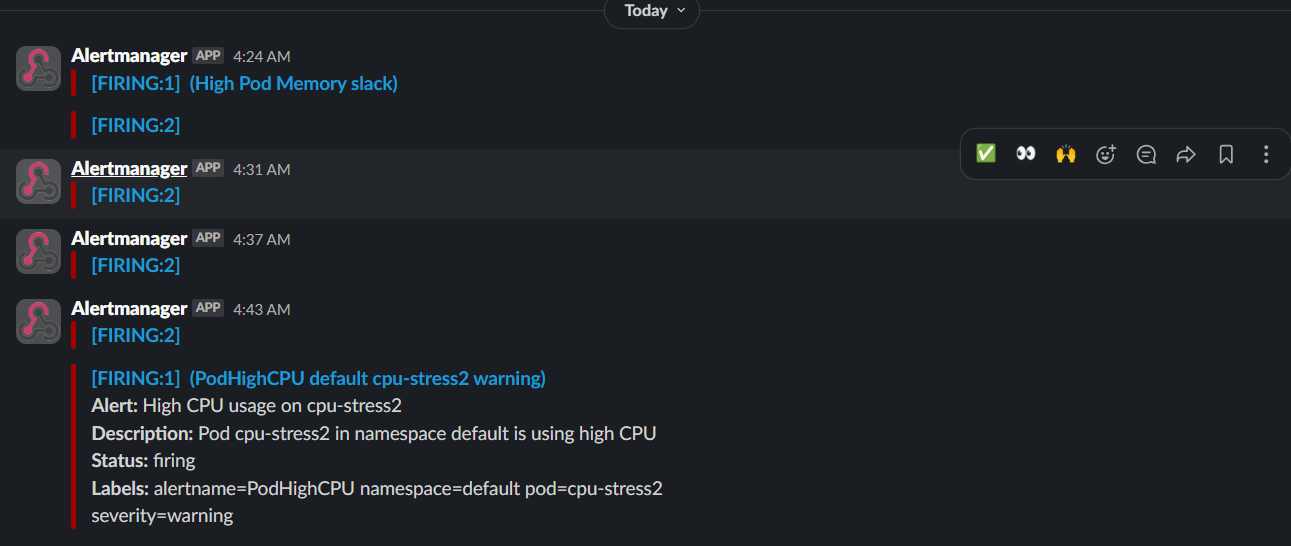 Today
Alertmanager APP 4:24 AM
[FIRING:1] (High Pod Memory slack)
[FIRING:2]
Alertmanager APP 4:31 AM
[FIRING:2]
Alertmanager APP 4:37 AM
[FIRING:2]
Alertmanager APP 4:43 AM
[FIRING:2]
[FIRING:1] (PodHighCPU default cpu-stress2 warning)
Alert: High CPU usage on cpu-stress2
Description: Pod cpu-stress2 in namespace default is using high CPU
Status: firing
Labels: alertname=PodHighCPU namespace=default pod=cpu-stress2
severity=warning